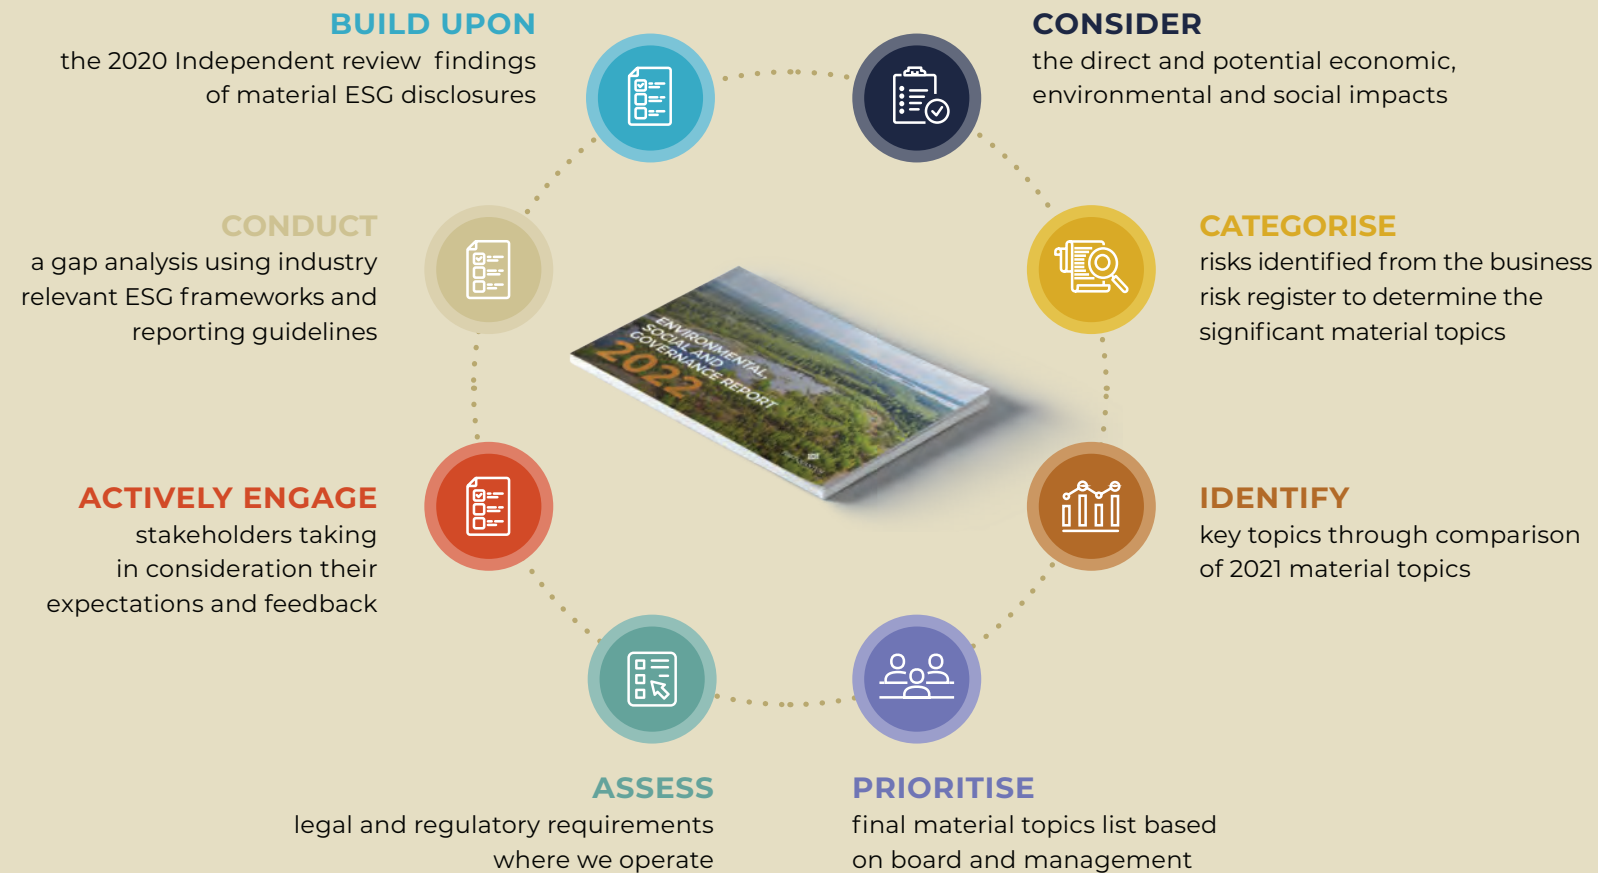 BUILD UPON
the 2020 Independent review findings
of material ESG disclosures
CONSIDER
the direct and potential economic,
environmental and social impacts
CONDUCT
a gap analysis using industry
relevant ESG frameworks and
reporting guidelines
CATEGORISE
risks identified from the business
risk register to determine the
significant material topics
ENVIRONMENTAL,
SOCIAL AND
GOVERNANCE REPORT
2022
ACTIVELY ENGAGE
stakeholders taking
in consideration their
expectations and feedback
IDENTIFY
key topics through comparison
of 2021 material topics
ASSESS
legal and regulatory requirements
where we operate
PRIORITISE
final material topics list based
on board and management